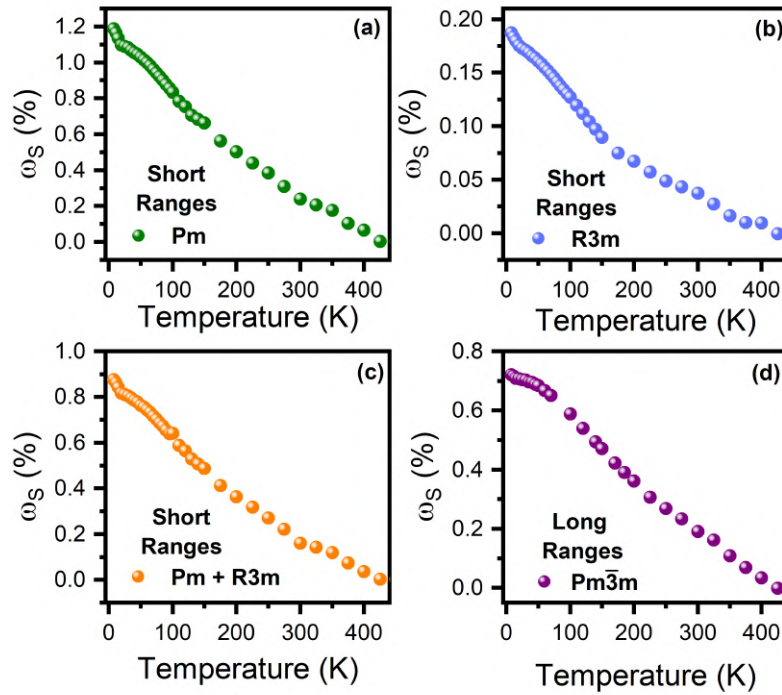 (a)
ωS (%)
1.2
1.0
0.8
0.6
0.4
0.2
0.0
Short
Ranges
Pm
0 100 200 300 400
Temperature (K)
(b)
ωS (%)
0.20
0.15
0.10
0.05
0.00
Short
Ranges
R3m
0 100 200 300 400
Temperature (K)
(c)
ωS (%)
1.0
0.8
0.6
0.4
0.2
0.0
Short
Ranges
Pm + R3m
0 100 200 300 400
Temperature (K)
(d)
ωS (%)
0.8
0.6
0.4
0.2
0.0
Long
Ranges
Pm3̅m
0 100 200 300 400
Temperature (K)